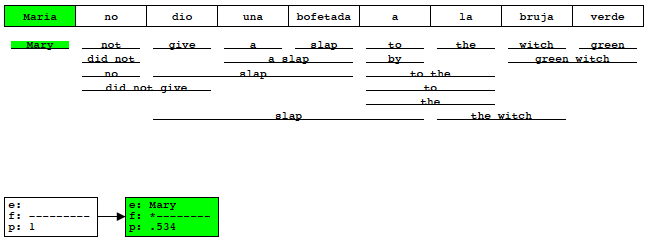 Maria no dio una bofetada a la bruja verde
Mary not give a slap to the witch green
did not a slap by green witch
no slap to the
did not give to
the
slap the witch
e: e: Mary
f: --------- f: *--------
p: 1 p: .534